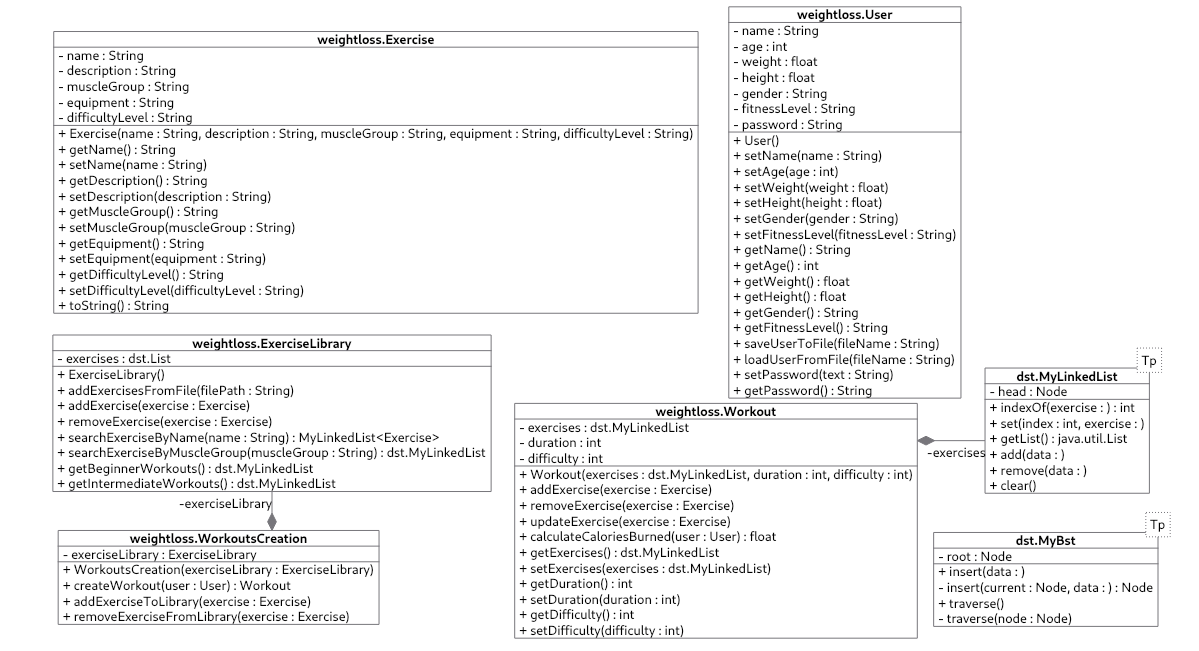 weightloss.Exercise
- name : String
- description : String
- muscleGroup : String
- equipment : String
- difficultyLevel : String
+ Exercise(name : String, description : String, muscleGroup : String, equipment : String, difficultyLevel : String)
+ getName() : String
+ setName(name : String)
+ getDescription() : String
+ setDescription(description : String)
+ getMuscleGroup() : String
+ setMuscleGroup(muscleGroup : String)
+ getEquipment() : String
+ setEquipment(equipment : String)
+ getDifficultyLevel() : String
+ setDifficultyLevel(difficultyLevel : String)
+ toString() : String
weightloss.User
- name : String
- age : int
- weight : float
- height : float
- gender : String
- fitnessLevel : String
- password : String
+ User()
+ setName(name : String)
+ setAge(age : int)
+ setWeight(weight : float)
+ setHeight(height : float)
+ setGender(gender : String)
+ setFitnessLevel(fitnessLevel : String)
+ getName() : String
+ getAge() : int
+ getWeight() : float
+ getHeight() : float
+ getGender() : String
+ getFitnessLevel() : String
+ saveUserToFile(fileName : String)
+ loadUserFromFile(fileName : String)
+ setPassword(text : String)
+ getPassword() : String
weightloss.ExerciseLibrary
- exercises : dst.List
+ ExerciseLibrary()
+ addExercisesFromFile(filePath : String)
+ addExercise(exercise : Exercise)
+ removeExercise(exercise : Exercise)
+ searchExerciseByName(name : String) : MyLinkedList<Exercise>
+ searchExerciseByMuscleGroup(muscleGroup : String) : dst.MyLinkedList
+ getBeginnerWorkouts() : dst.MyLinkedList
+ getIntermediateWorkouts() : dst.MyLinkedList
-exerciseLibrary
weightloss.WorkoutsCreation
- exerciseLibrary : ExerciseLibrary
+ WorkoutsCreation(exerciseLibrary : ExerciseLibrary)
+ createWorkout(user : User) : Workout
+ addExerciseToLibrary(exercise : Exercise)
+ removeExerciseFromLibrary(exercise : Exercise)
weightloss.Workout
- exercises : dst.MyLinkedList
- duration : int
- difficulty : int
+ Workout(exercises : dst.MyLinkedList, duration : int, difficulty : int)
+ addExercise(exercise : Exercise)
+ removeExercise(exercise : Exercise)
+ updateExercise(exercise : Exercise)
+ calculateCaloriesBurned(user : User) : float
+ getExercises() : dst.MyLinkedList
+ setExercises(exercises : dst.MyLinkedList)
+ getDuration() : int
+ setDuration(duration : int)
+ getDifficulty() : int
+ setDifficulty(difficulty : int)
-exercises
Tp
dst.MyLinkedList
- head : Node
+ indexOf(exercise : ) : int
+ set(index : int, exercise : )
+ getList() : java.util.List
+ add(data : )
+ remove(data : )
+ clear()
Tp
dst.MyBst
- root : Node
+ insert(data : )
- insert(current : Node, data : ) : Node
+ traverse()
- traverse(node : Node)